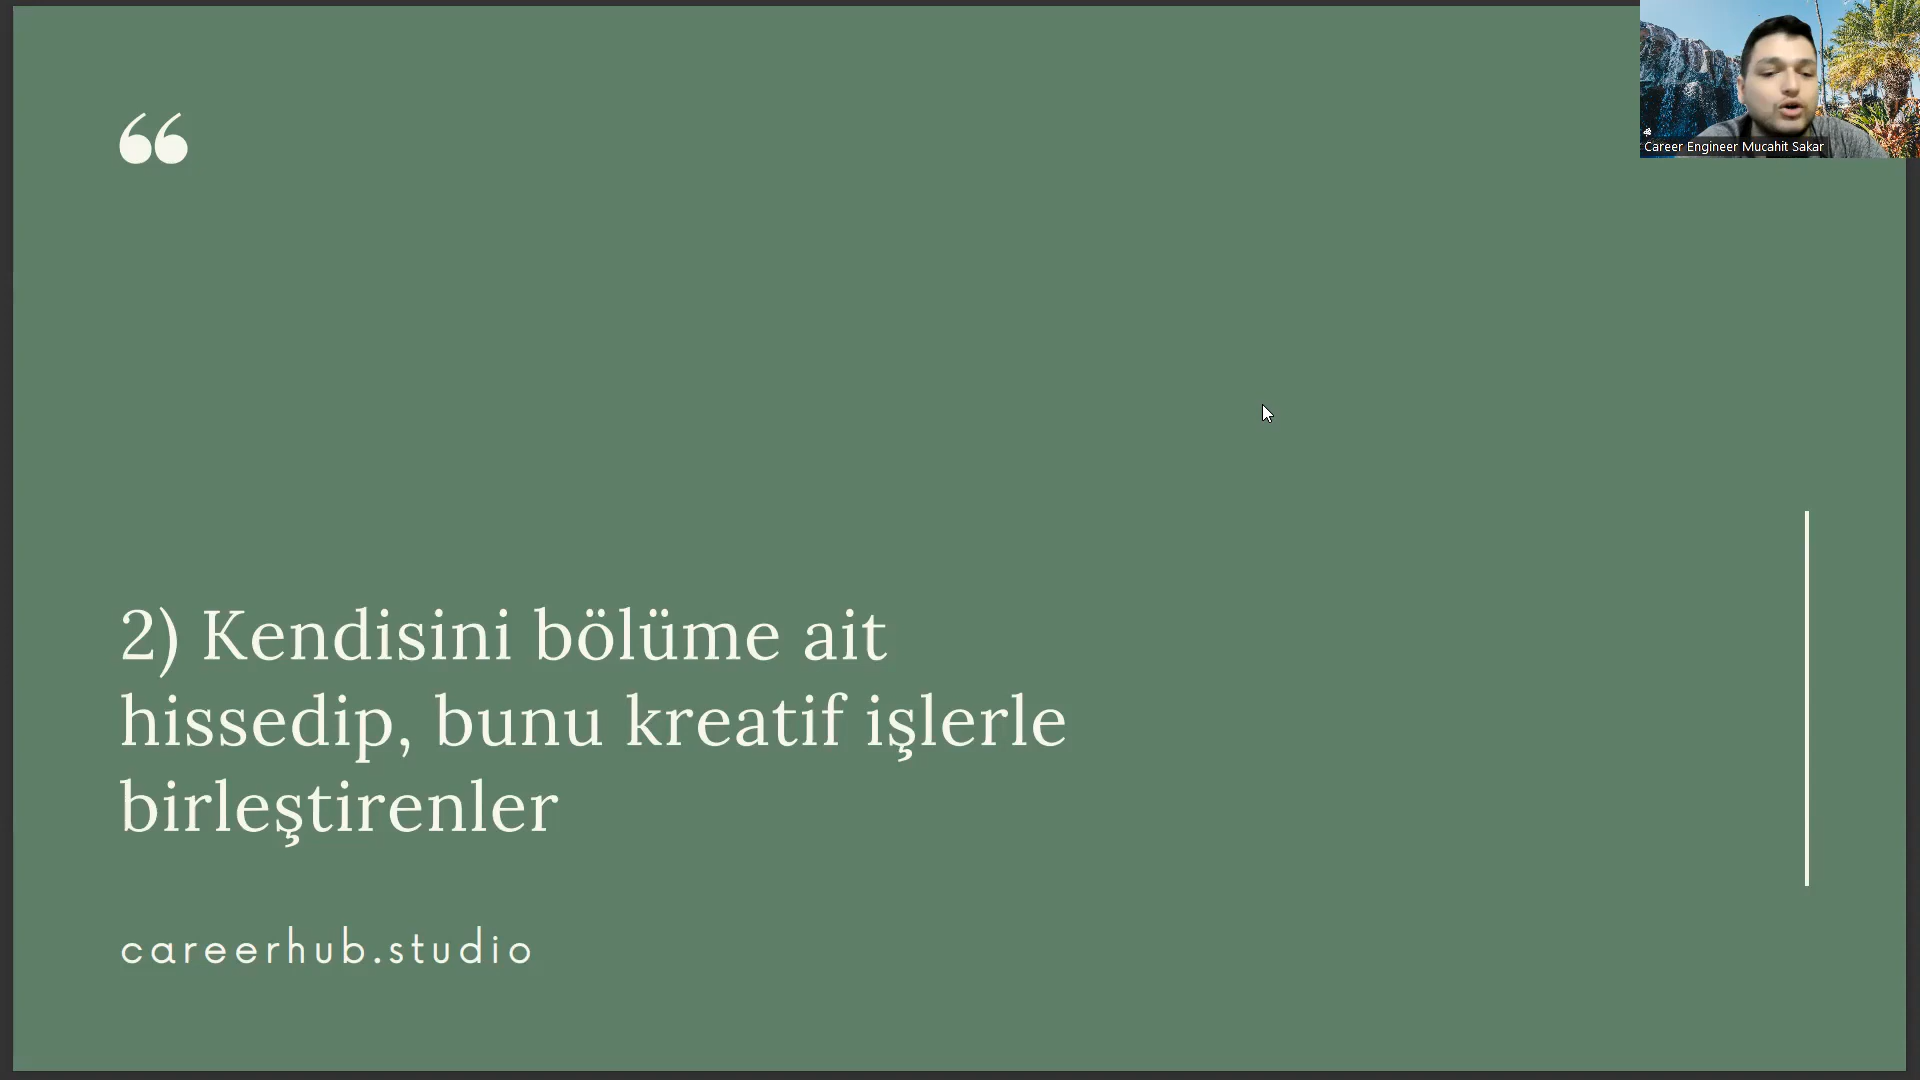 Career Engineer Mucahit Sakar
2) Kendisini bölüme ait
hissedip, bunu kreatif işlerle
birleştirenler
careerhub.studio